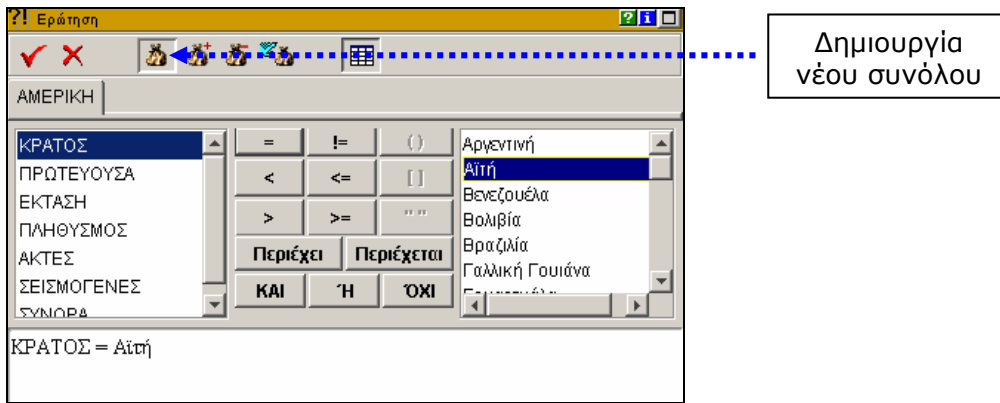 ?! Ερώτηση
Δημιουργία
νέου συνόλου
ΑΜΕΡΙΚΗ
ΚΡΑΤΟΣ
ΠΡΩΤΕΥΟΥΣΑ
ΕΚΤΑΣΗ
ΠΛΗΘΥΣΜΟΣ
ΑΚΤΕΣ
ΣΕΙΣΜΟΓΕΝΕΣ
ΣΥΝΟΡΑ
= != ( )
< <= [ ]
> >= " "
Περιέχει Περιέχεται
ΚΑΙ Ή ΌΧΙ
Αργεντινή
Αϊτή
Βενεζουέλα
Βολιβία
Βραζιλία
Γαλλική Γουιάνα
ΚΡΑΤΟΣ = Αϊτή